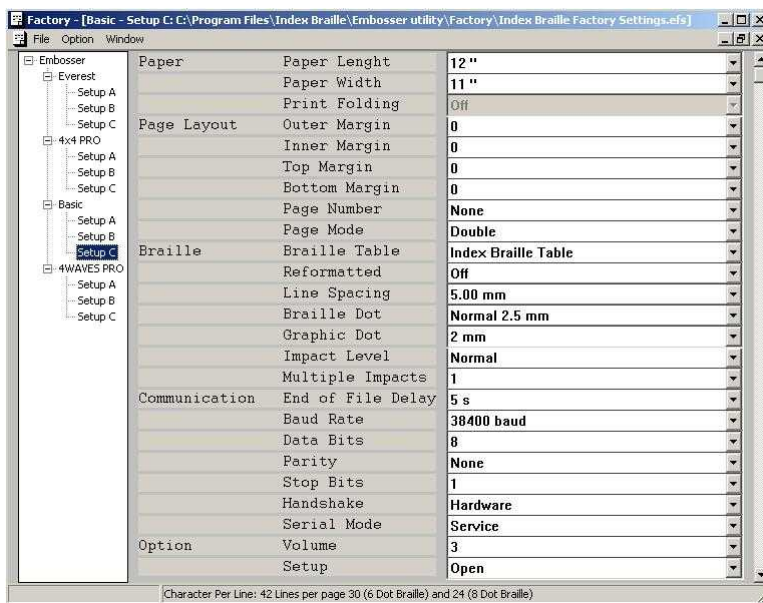 Factory - [Basic - Setup C: C:\Program Files\Index Braille\Embosser utility\Factory\Index Braille Factory Settings.efs]
File Option Window
Embosser
Everest
Setup A
Setup B
Setup C
4x4 PRO
Setup A
Setup B
Setup C
Basic
Setup A
Setup B
Setup C
4WAVES PRO
Setup A
Setup B
Setup C
Paper Paper Lenght 12 "
Paper Width 11 "
Print Folding Off
Page Layout Outer Margin 0
Inner Margin 0
Top Margin 0
Bottom Margin 0
Page Number None
Page Mode Double
Braille Braille Table Index Braille Table
Reformatted Off
Line Spacing 5.00 mm
Braille Dot Normal 2.5 mm
Graphic Dot 2 mm
Impact Level Normal
Multiple Impacts 1
Communication End of File Delay 5 s
Baud Rate 38400 baud
Data Bits 8
Parity None
Stop Bits 1
Handshake Hardware
Serial Mode Service
Option Volume 3
Setup Open
Character Per Line: 42 Lines per page 30 (6 Dot Braille) and 24 (8 Dot Braille)